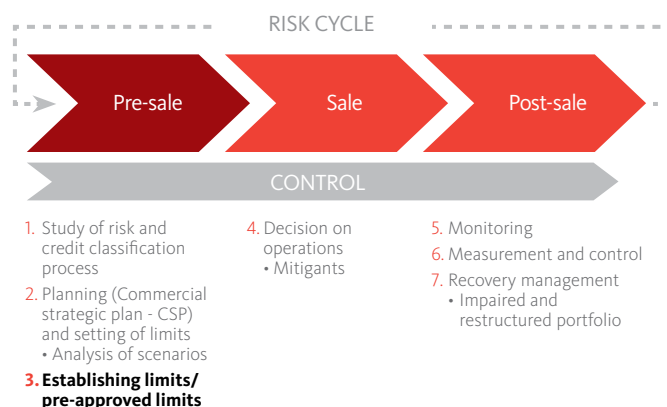 RISK CYCLE
Pre-sale
Sale
Post-sale
CONTROL
1. Study of risk and
credit classification
process
2. Planning (Commercial
strategic plan - CSP)
and setting of limits
• Analysis of scenarios
3. Establishing limits/
pre-approved limits
4. Decision on
operations
• Mitigants
5. Monitoring
6. Measurement and control
7. Recovery management
• Impaired and
restructured portfolio